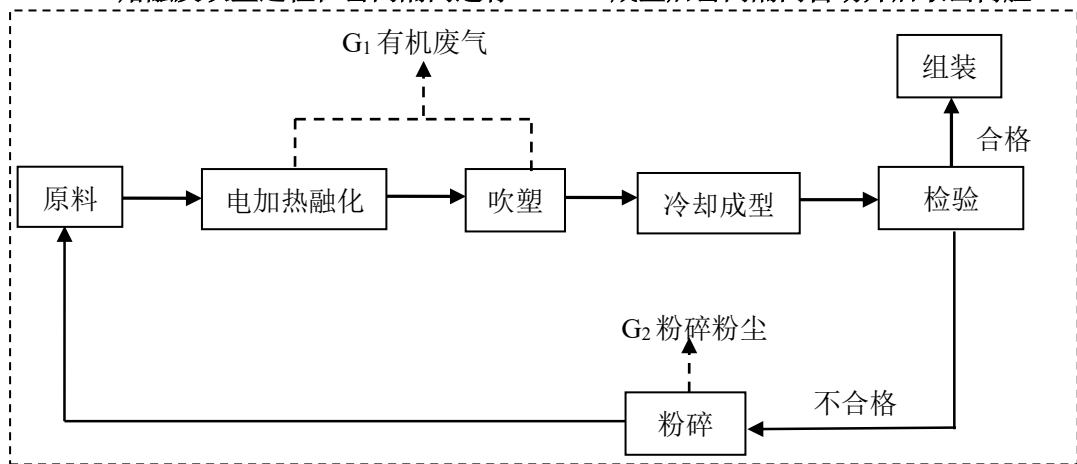 G₁有机废气
组装
合格
原料
电加热融化
吹塑
冷却成型
检验
G₂粉碎粉尘
不合格
粉碎